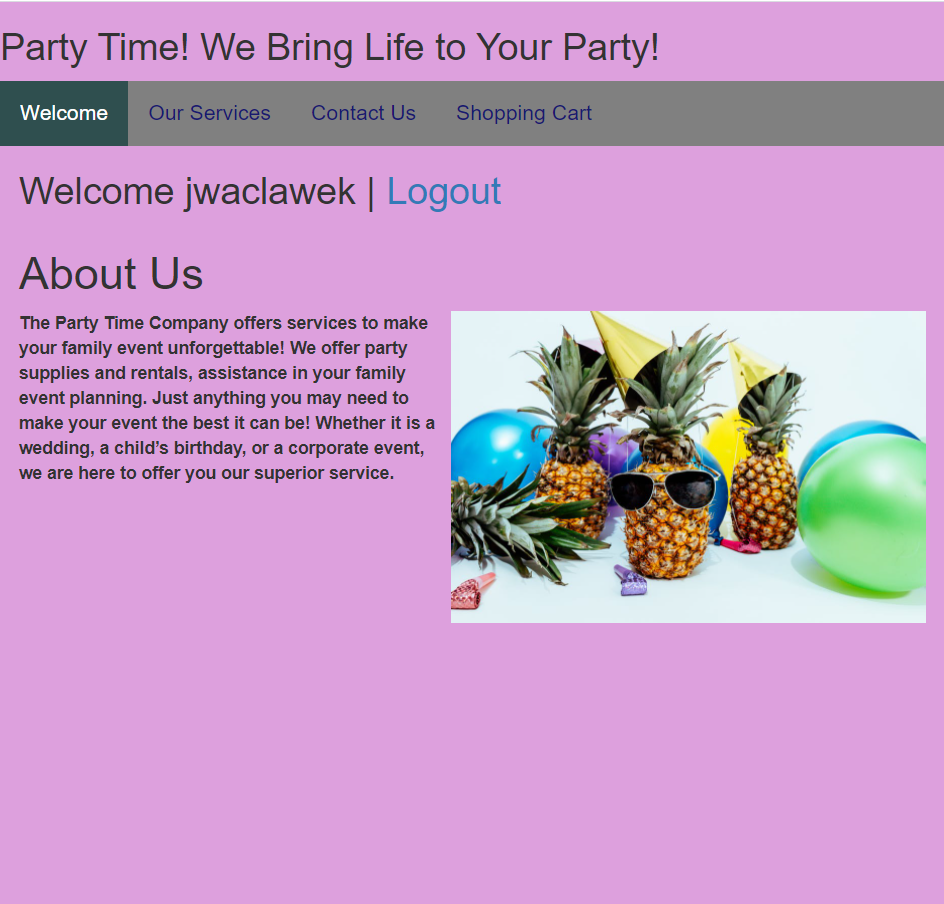 Party Time! We Bring Life to Your Party!
Welcome Our Services Contact Us Shopping Cart
Welcome jwaclawek | Logout
About Us
The Party Time Company offers services to make
your family event unforgettable! We offer party
supplies and rentals, assistance in your family
event planning. Just anything you may need to
make your event the best it can be! Whether it is a
wedding, a child’s birthday, or a corporate event,
we are here to offer you our superior service.